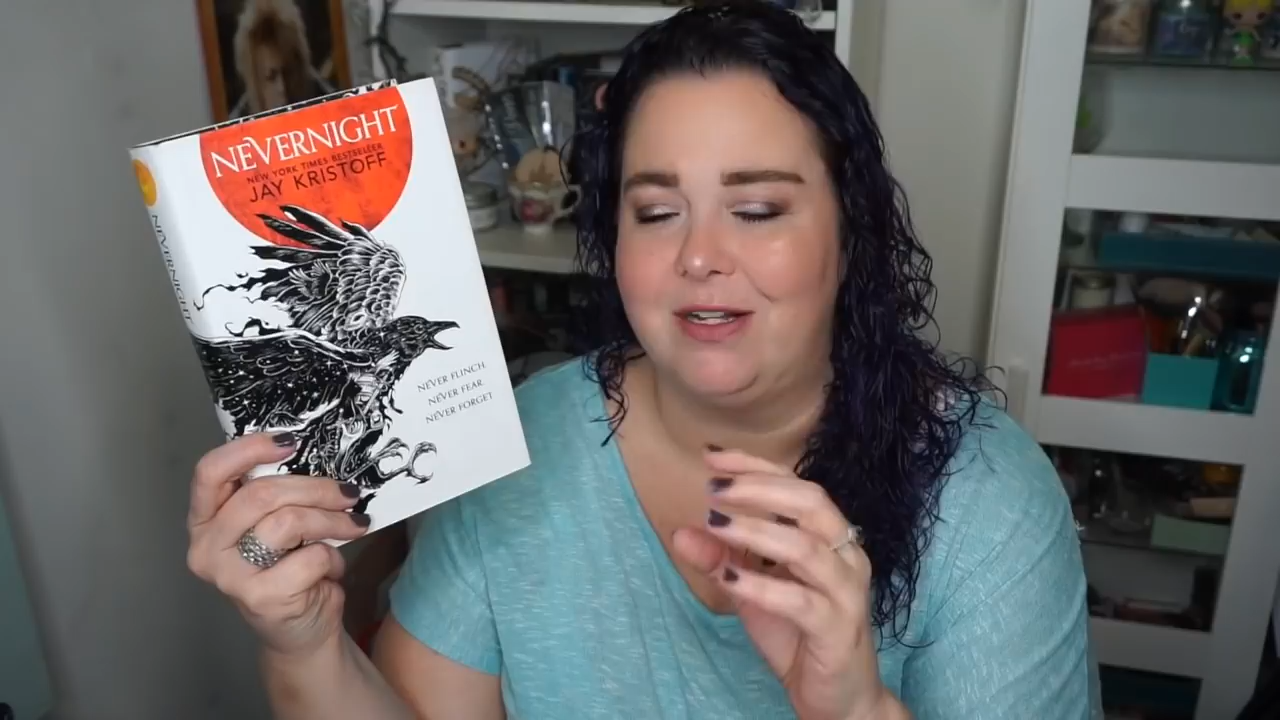 NEVERNIGHT
NEW YORK TIMES BESTSELLER
JAY KRISTOFF
NEVER FLINCH.
NEVER FEAR.
NEVER FORGET
NEVERNIGHT